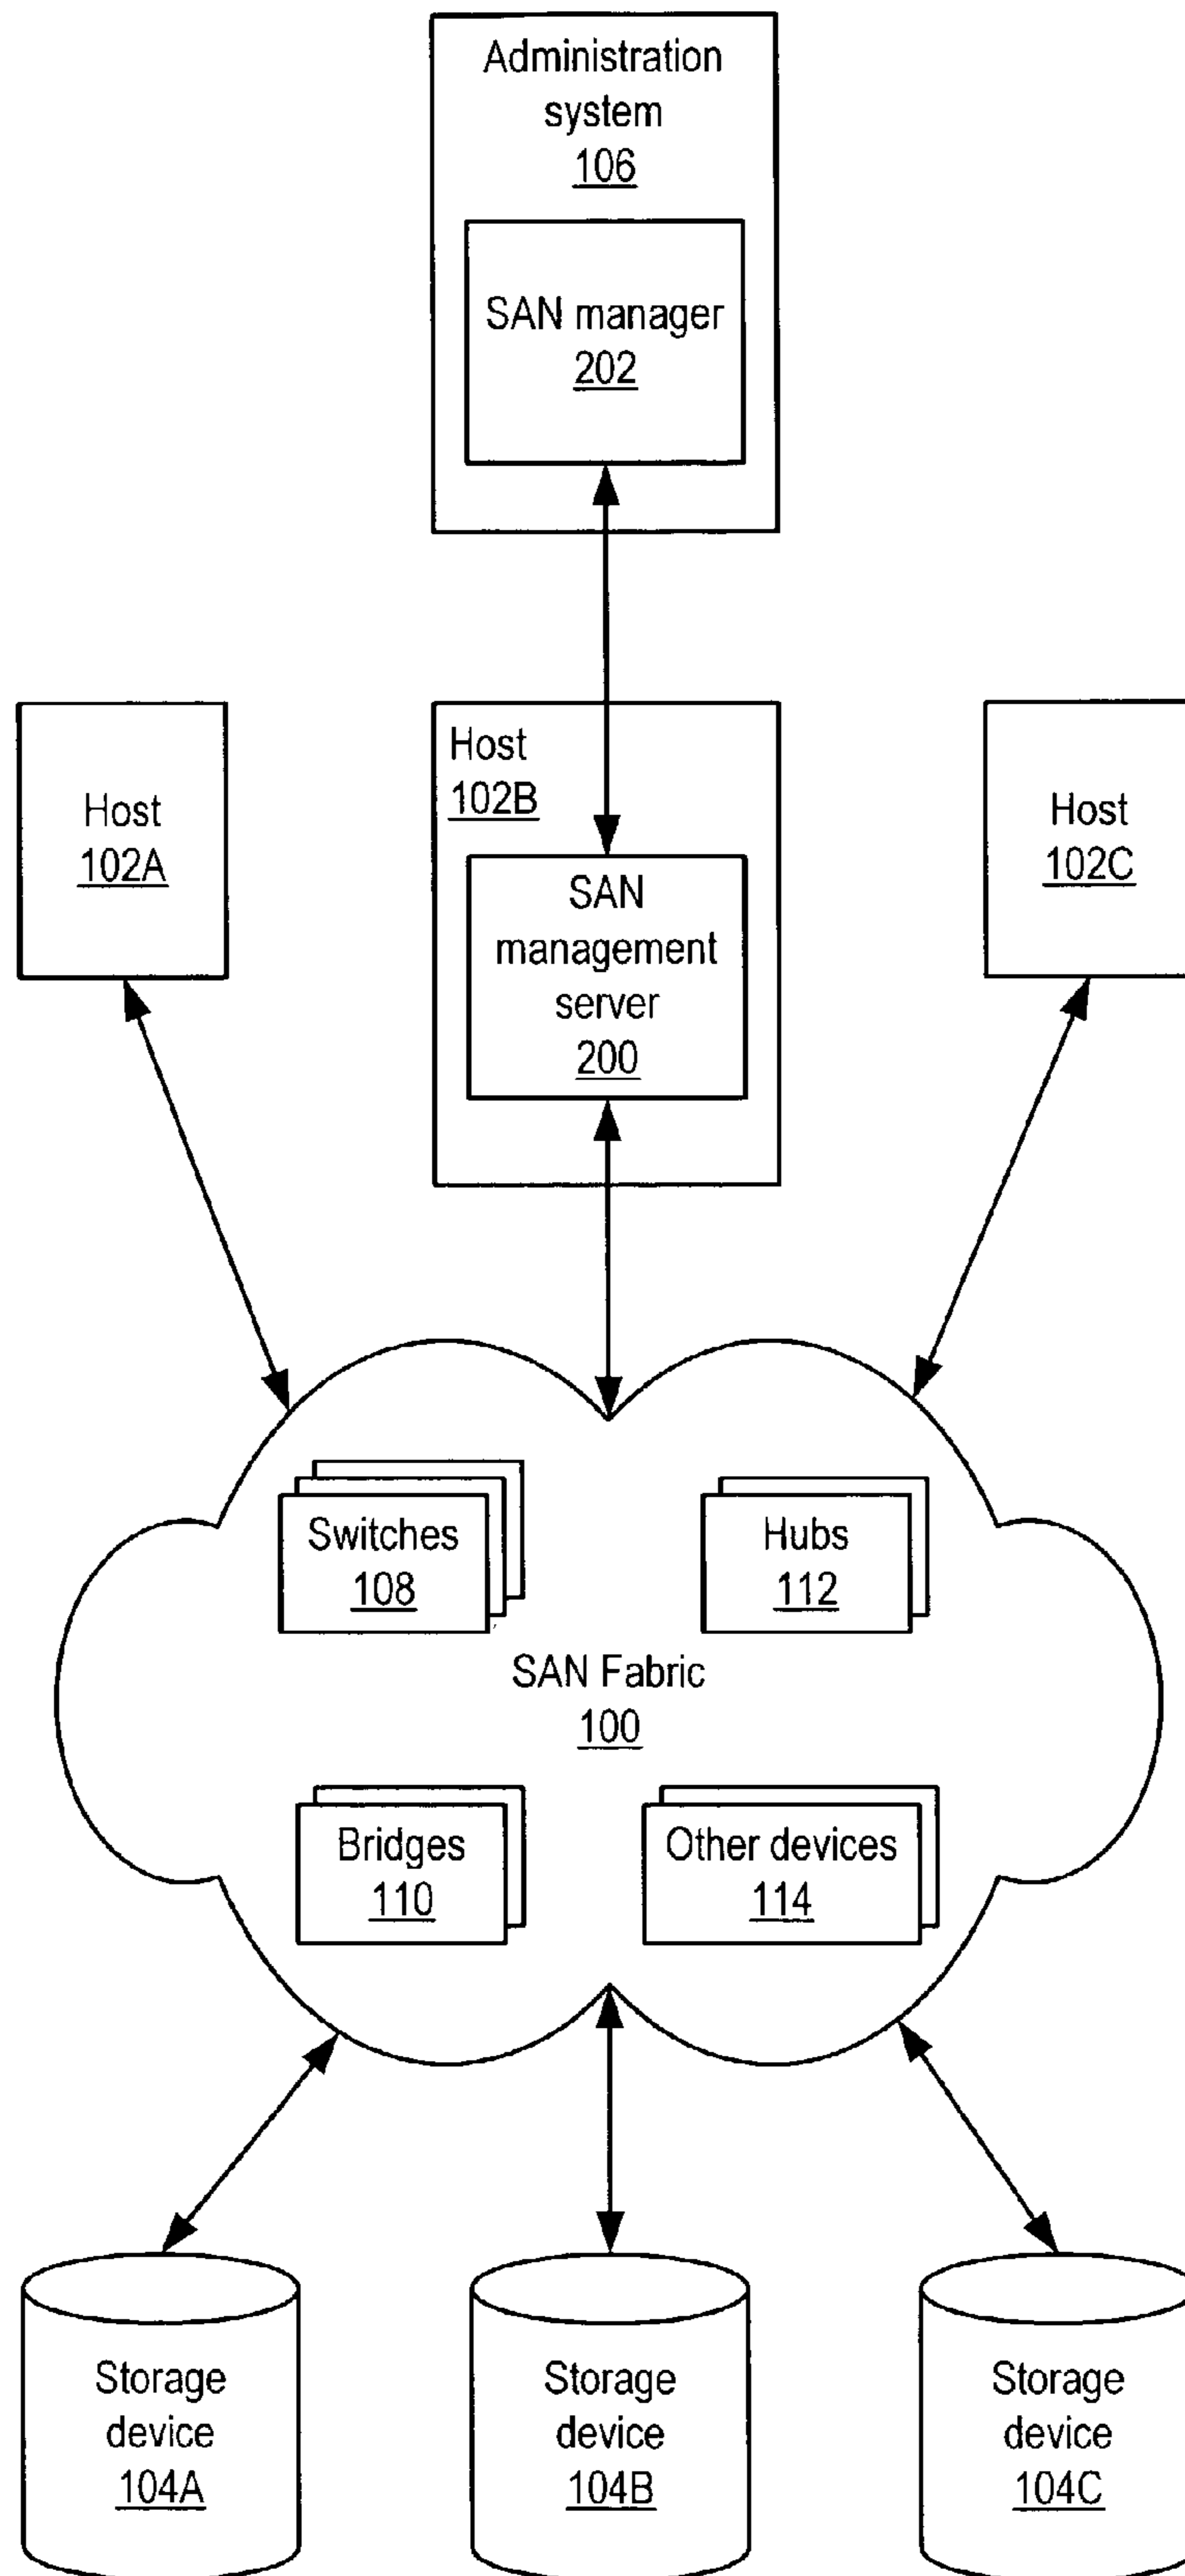 Administration
system
106
SAN manager
202
Host
102A
Host
102B
SAN
management
server
200
Host
102C
Switches
108
Hubs
112
SAN Fabric
100
Bridges
110
Other devices
114
Storage
device
104A
Storage
device
104B
Storage
device
104C